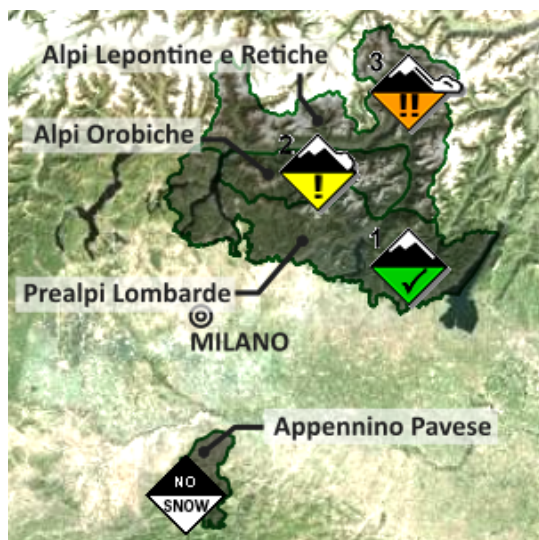 Alpi Lepontine e Retiche
3
!!
Alpi Orobiche
2
!
1
Prealpi Lombarde
MILANO
Appennino Pavese
NO
SNOW